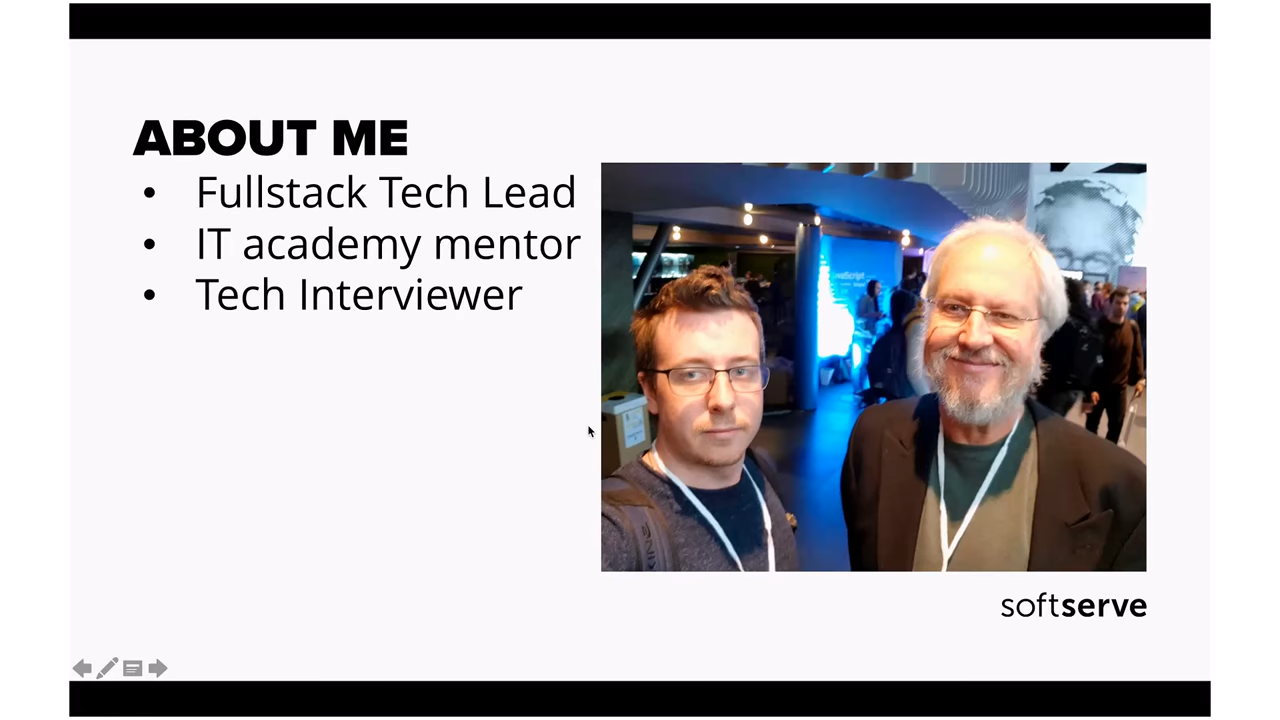 ABOUT ME
• Fullstack Tech Lead
• IT academy mentor
• Tech Interviewer
softserve